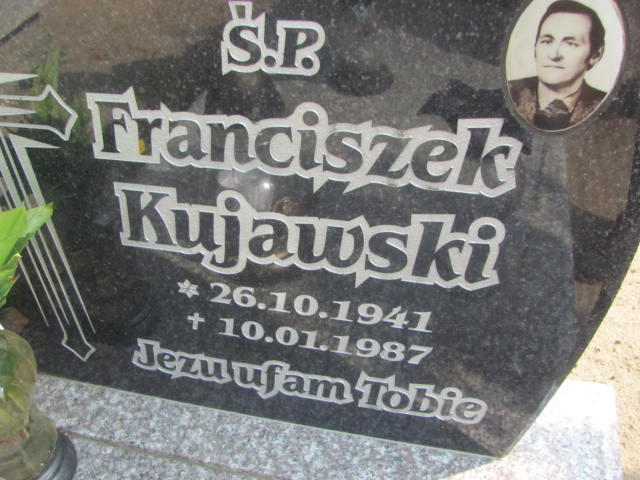 Ś.P.
Franciszek
Kujawski
* 26.10.1941
✝ 10.01.1987
Jezu ufam Tobie